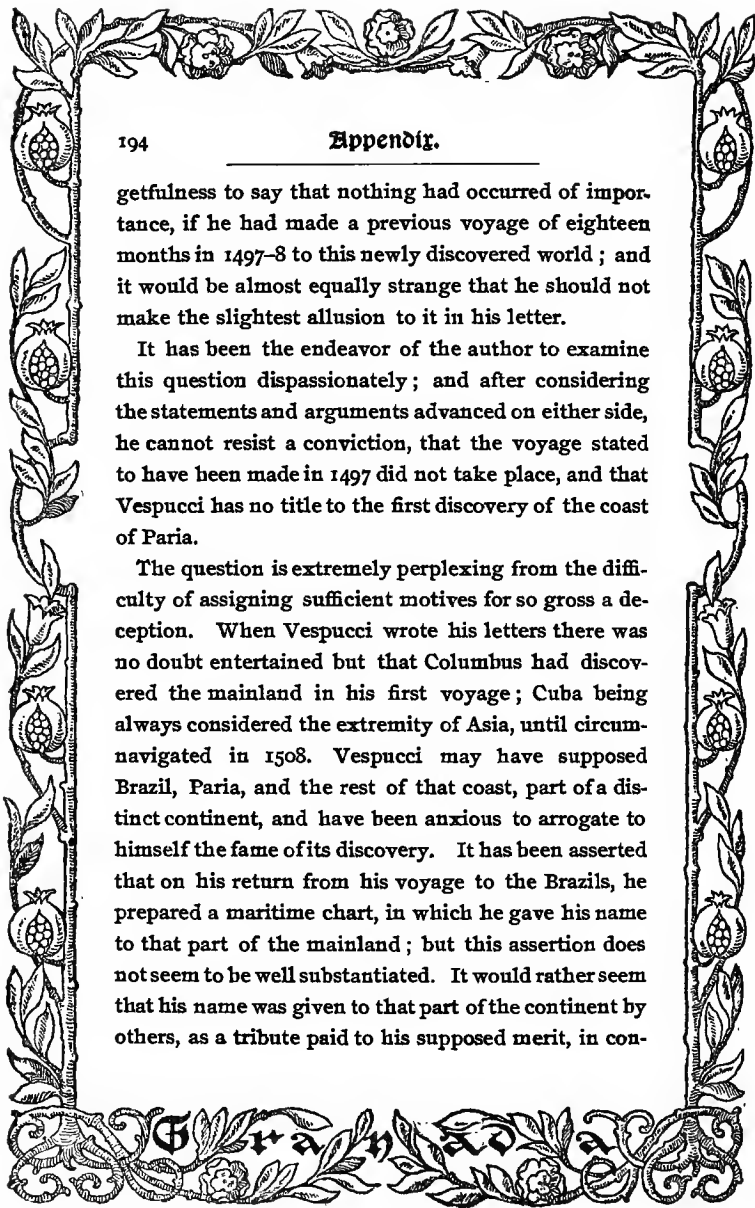 194 Appendix.
getfulness to say that nothing had occurred of impor-
tance, if he had made a previous voyage of eighteen
months in 1497–8 to this newly discovered world ; and
it would be almost equally strange that he should not
make the slightest allusion to it in his letter.
It has been the endeavor of the author to examine
this question dispassionately ; and after considering
the statements and arguments advanced on either side,
he cannot resist a conviction, that the voyage stated
to have been made in 1497 did not take place, and that
Vespucci has no title to the first discovery of the coast
of Paria.
The question is extremely perplexing from the diffi-
culty of assigning sufficient motives for so gross a de-
ception. When Vespucci wrote his letters there was
no doubt entertained but that Columbus had discov-
ered the mainland in his first voyage ; Cuba being
always considered the extremity of Asia, until circum-
navigated in 1508. Vespucci may have supposed
Brazil, Paria, and the rest of that coast, part of a dis-
tinct continent, and have been anxious to arrogate to
himself the fame of its discovery. It has been asserted
that on his return from his voyage to the Brazils, he
prepared a maritime chart, in which he gave his name
to that part of the mainland ; but this assertion does
not seem to be well substantiated. It would rather seem
that his name was given to that part of the continent by
others, as a tribute paid to his supposed merit, in con-
Granada